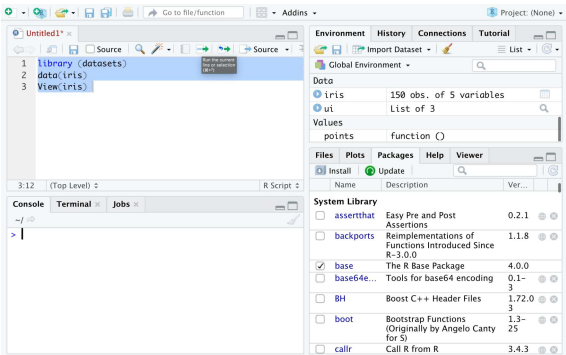 Go to file/function
Addins
Project: (None)
Untitled1*
Source
Source
Run the current
line or selection
1 library (datasets)
2 data(iris)
3 View(iris)
3:12 (Top Level) R Script
Console Terminal Jobs
~/
>
Environment History Connections Tutorial
Import Dataset List
Global Environment
Data
iris 150 obs. of 5 variables
ui List of 3
Values
points function ()
Files Plots Packages Help Viewer
Install Update
Name Description Ver...
System Library
assertthat Easy Pre and Post 0.2.1
Assertions
backports Reimplementations of 1.1.8
Functions Introduced Since
R-3.0.0
base The R Base Package 4.0.0
base64e... Tools for base64 encoding 0.1-
3
BH Boost C++ Header Files 1.72.0
3
boot Bootstrap Functions 1.3-
(Originally by Angelo Canty 25
for S)
callr Call R from R 3.4.3